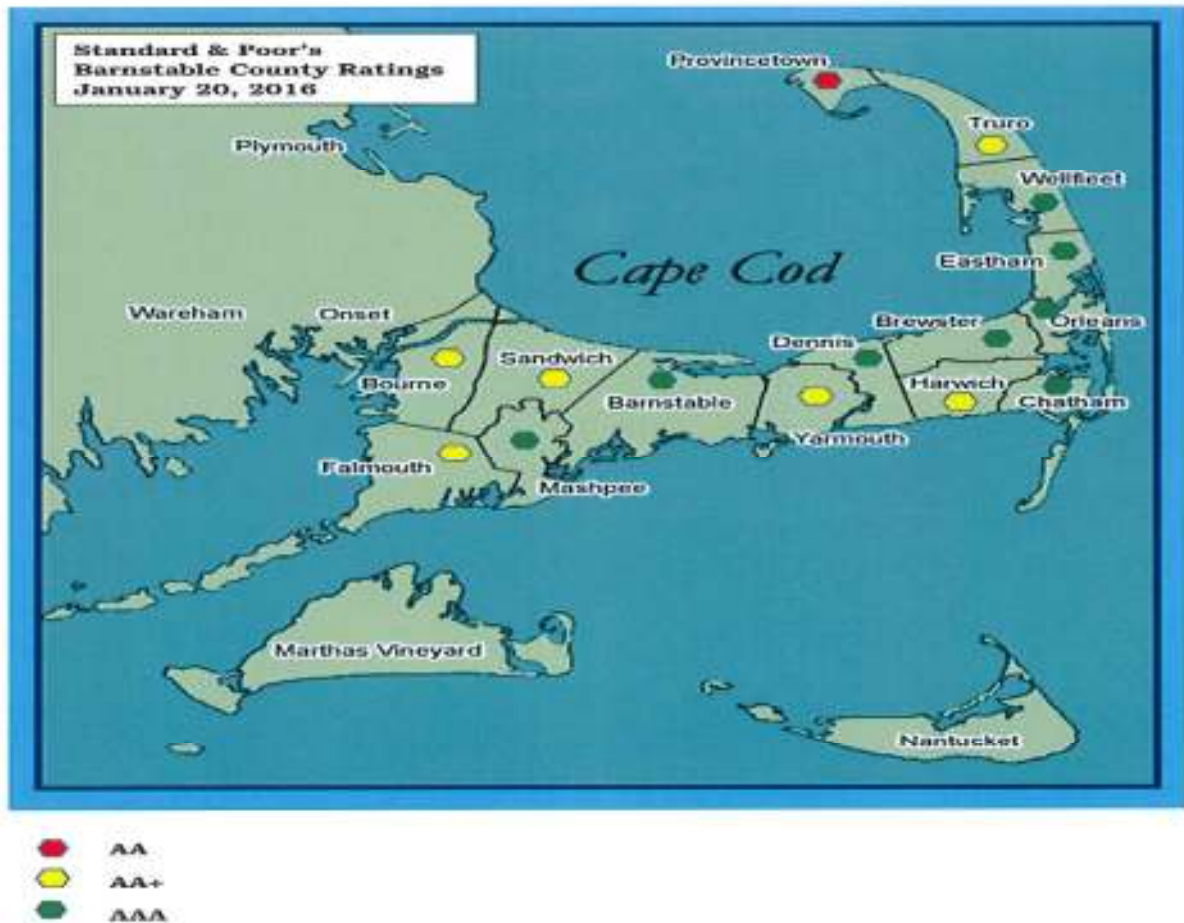 Standard & Poor's
Barnstable County Ratings
January 20, 2016
Provincetown
Plymouth
Truro
Wellfleet
Cape Cod
Eastham
Wareham
Onset
Orleans
Brewster
Dennis
Sandwich
Bourne
Harwich
Barnstable
Chatham
Yarmouth
Falmouth
Mashpee
Marthas Vineyard
Nantucket
AA
AA+
AAA